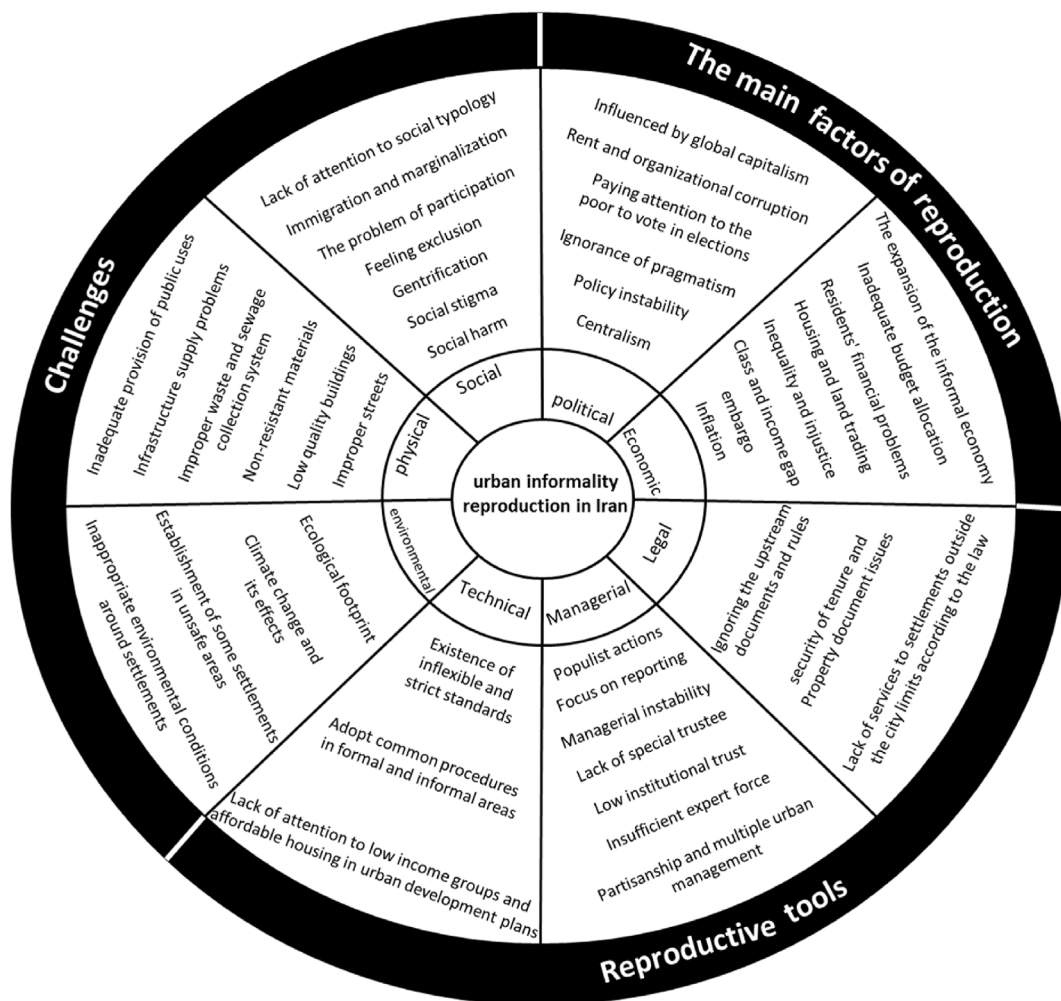 The main factors of reproduction
Challenges
Reproductive tools
urban informality
reproduction in Iran
political
Influenced by global capitalism
Rent and organizational corruption
Paying attention to the
poor to vote in elections
Ignorance of pragmatism
Policy instability
Centralism
Economic
The expansion of the informal economy
Inadequate budget allocation
Residents' financial problems
Housing and land trading
Inequality and injustice
Class and income gap
embargo
Inflation
Legal
Ignoring the upstream
documents and rules
security of tenure and
Property document issues
Lack of services to settlements outside
the city limits according to the law
Managerial
Populist actions
Focus on reporting
Managerial instability
Lack of special trustee
Low institutional trust
Insufficient expert force
Partisanship and multiple urban
management
Technical
Existence of
inflexible and
strict standards
Adopt common procedures
in formal and informal areas
Lack of attention to low income groups and
affordable housing in urban development plans
environmental
Ecological footprint
Climate change and
its effects
Establishment of some settlements
in unsafe areas
Inappropriate environmental conditions
around settlements
physical
Inadequate provision of public uses
Infrastructure supply problems
Improper waste and sewage
collection system
Non-resistant materials
Low quality buildings
Improper streets
Social
Lack of attention to social typology
Immigration and marginalization
The problem of participation
Feeling exclusion
Gentrification
Social stigma
Social harm